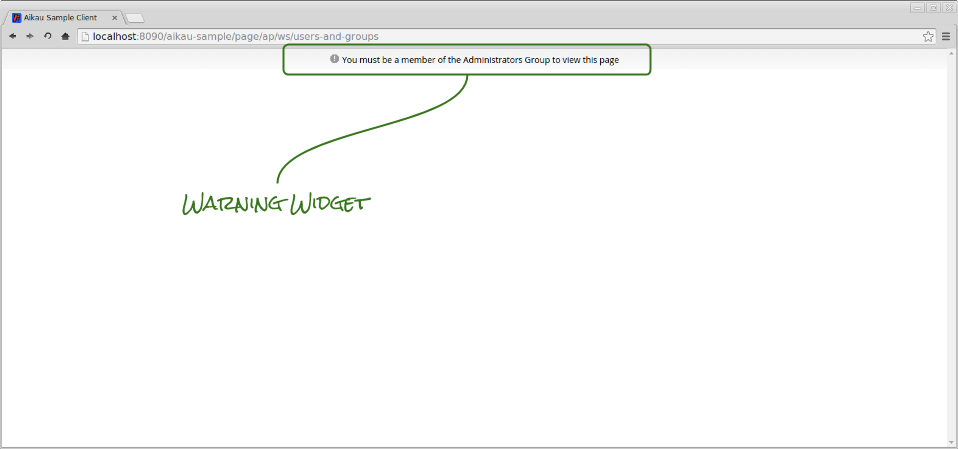 Aikau Sample Client
localhost:8090/aikau-sample/page/ap/ws/users-and-groups
You must be a member of the Administrators Group to view this page
Warning Widget